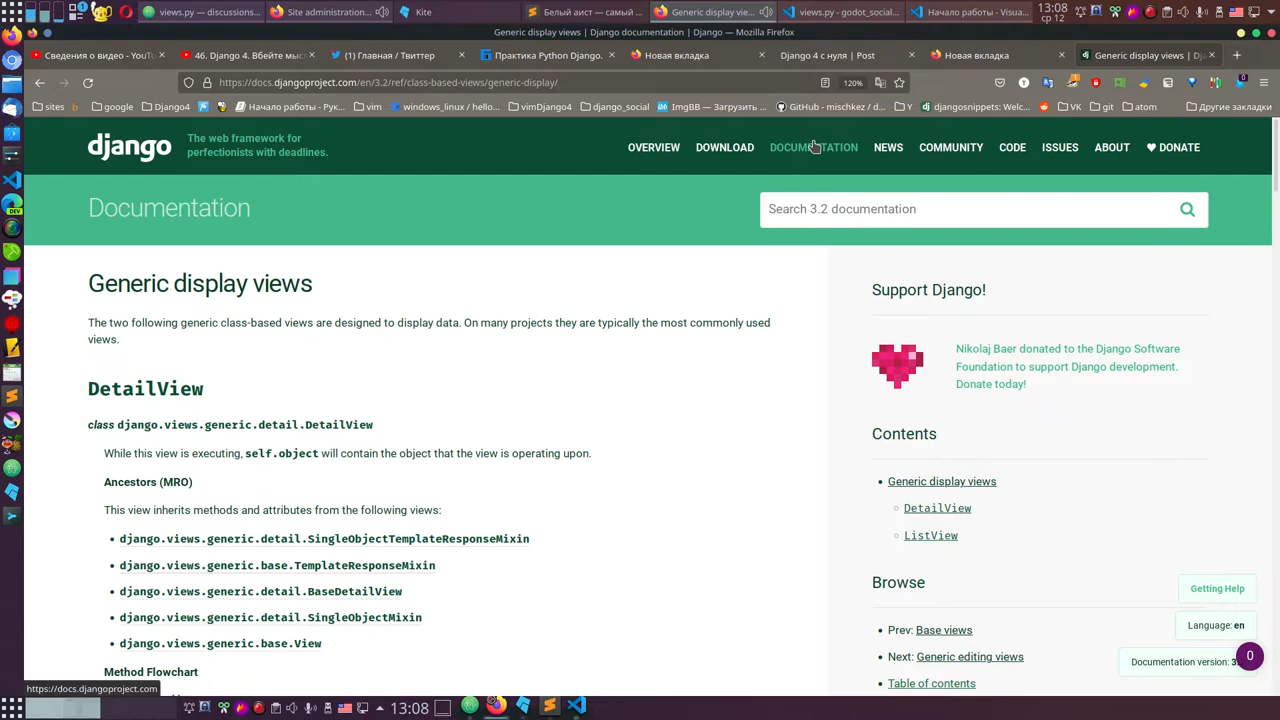 views.py — discussions...
Site administration...
Kite
Белый аист — самый ...
Generic display vie...
views.py - godot_social...
Начало работы - Visua...
13:08
ср 12
Generic display views | Django documentation | Django — Mozilla Firefox
Сведения о видео - YouTu
46. Django 4. Вбейте мыс
(1) Главная / Твиттер
Практика Python Django.
Новая вкладка
Django 4 с нуля | Post
Новая вкладка
Generic display views | Dj
https://docs.djangoproject.com/en/3.2/ref/class-based-views/generic-display/
120%
sites
b
google
Django4
Начало работы - Рук...
vim
windows_linux / hello...
vimDjango4
django_social
ImgBB — Загрузить ...
GitHub - mischkez / d...
Y
djangosnippets: Welc...
VK
git
atom
Другие закладки
django
The web framework for
perfectionists with deadlines.
OVERVIEW
DOWNLOAD
DOCUMENTATION
NEWS
COMMUNITY
CODE
ISSUES
ABOUT
♥ DONATE
Documentation
Search 3.2 documentation
Generic display views
The two following generic class-based views are designed to display data. On many projects they are typically the most commonly used
views.
DetailView
class django.views.generic.detail.DetailView
While this view is executing, self.object will contain the object that the view is operating upon.
Ancestors (MRO)
This view inherits methods and attributes from the following views:
• django.views.generic.detail.SingleObjectTemplateResponseMixin
• django.views.generic.base.TemplateResponseMixin
• django.views.generic.detail.BaseDetailView
• django.views.generic.detail.SingleObjectMixin
• django.views.generic.base.View
Method Flowchart
Support Django!
Nikolaj Baer donated to the Django Software
Foundation to support Django development.
Donate today!
Contents
• Generic display views
◦ DetailView
◦ ListView
Browse
• Prev: Base views
• Next: Generic editing views
• Table of contents
Getting Help
Language: en
Documentation version: 3.
0
https://docs.djangoproject.com
13:08